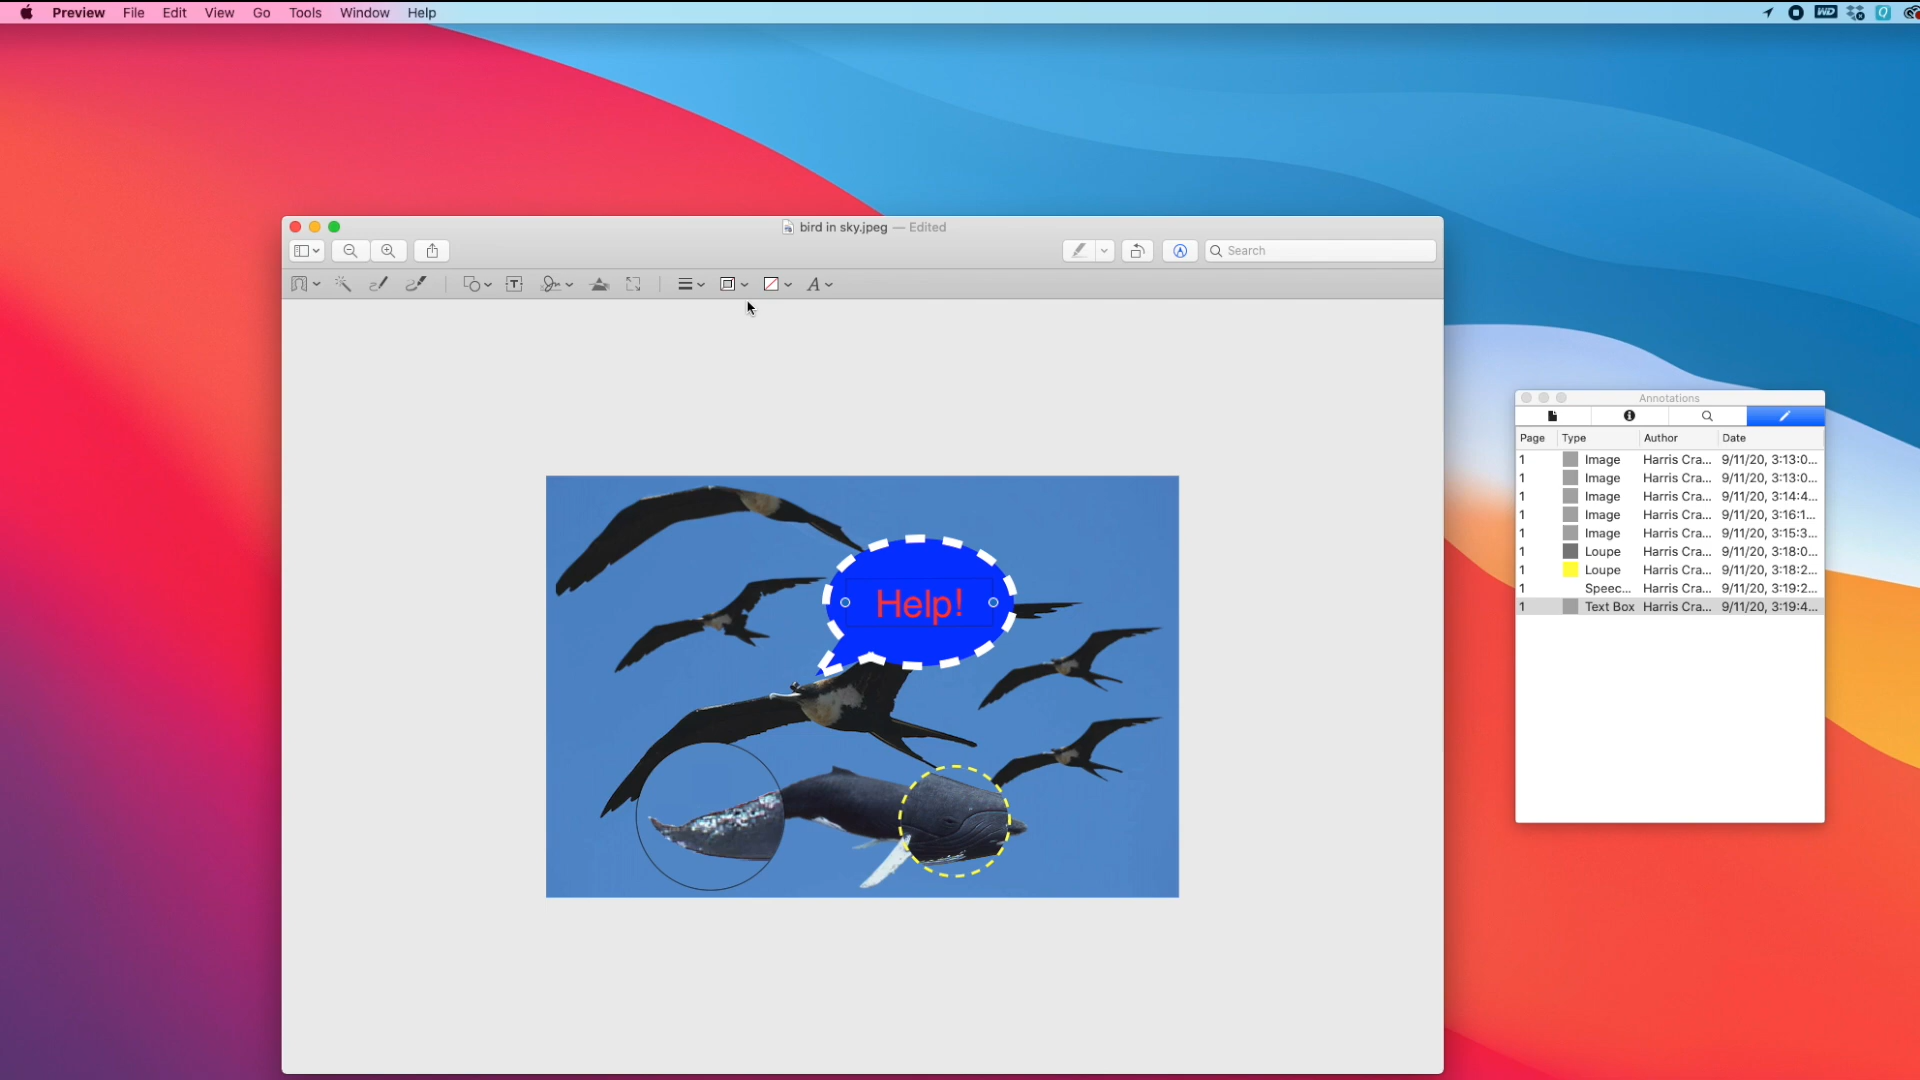 Preview File Edit View Go Tools Window Help
WD Q
bird in sky.jpeg — Edited
Search
A
Help!
Annotations
Page Type Author Date
1 Image Harris Cra... 9/11/20, 3:13:0...
1 Image Harris Cra... 9/11/20, 3:13:0...
1 Image Harris Cra... 9/11/20, 3:14:4...
1 Image Harris Cra... 9/11/20, 3:16:1...
1 Image Harris Cra... 9/11/20, 3:15:3...
1 Loupe Harris Cra... 9/11/20, 3:18:0...
1 Loupe Harris Cra... 9/11/20, 3:18:2...
1 Speec... Harris Cra... 9/11/20, 3:19:2...
1 Text Box Harris Cra... 9/11/20, 3:19:4...